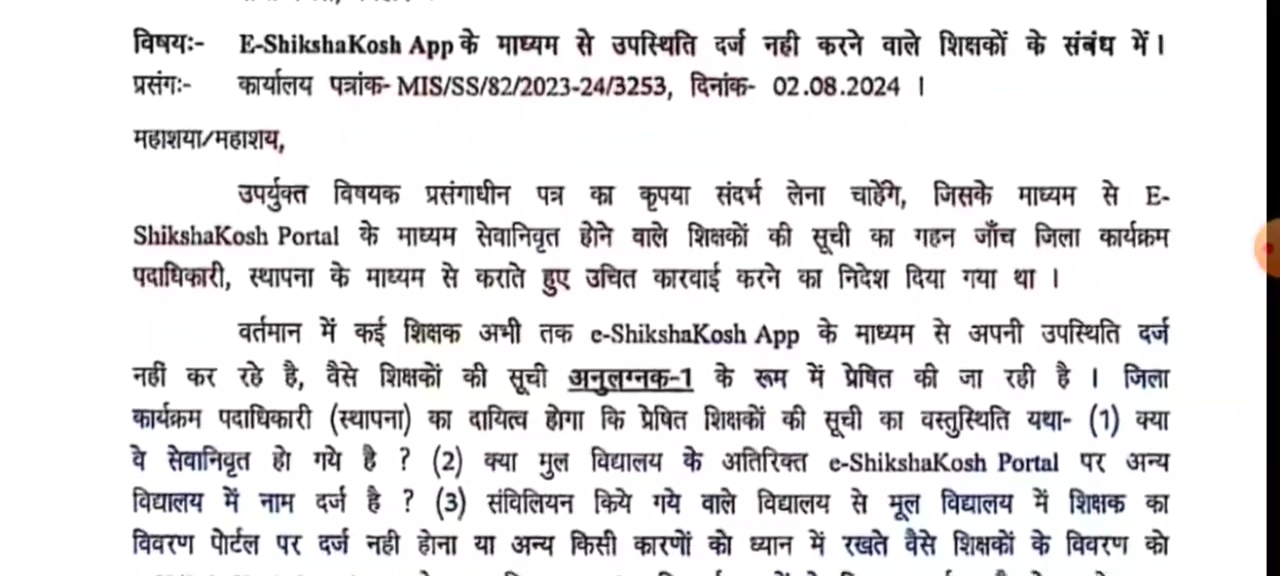 विषयः- E-ShikshaKosh App के माध्यम से उपस्थिति दर्ज नही करने वाले शिक्षकों के संबंध में।
प्रसंगः- कार्यालय पत्रांक- MIS/SS/82/2023-24/3253, दिनांक- 02.08.2024 ।
महाशया/महाशय,
उपर्युक्त विषयक प्रसंगाधीन पत्र का कृपया संदर्भ लेना चाहेंगे, जिसके माध्यम से E-
ShikshaKosh Portal के माध्यम सेवानिवृत होने वाले शिक्षकों की सूची का गहन जाँच जिला कार्यक्रम
पदाधिकारी, स्थापना के माध्यम से कराते हुए उचित कारवाई करने का निदेश दिया गया था ।
वर्तमान में कई शिक्षक अभी तक e-ShikshaKosh App के माध्यम से अपनी उपस्थिति दर्ज
नहीं कर रहे है, वैसे शिक्षकों की सूची अनुलग्नक-1 के रूम में प्रेषित की जा रही है । जिला
कार्यक्रम पदाधिकारी (स्थापना) का दायित्व होगा कि प्रेषित शिक्षकों की सूची का वस्तुस्थिति यथा- (1) क्या
वे सेवानिवृत हो गये है ? (2) क्या मुल विद्यालय के अतिरिक्त e-ShikshaKosh Portal पर अन्य
विद्यालय में नाम दर्ज है ? (3) संविलियन किये गये वाले विद्यालय से मूल विद्यालय में शिक्षक का
विवरण पोर्टल पर दर्ज नही होना या अन्य किसी कारणों को ध्यान में रखते वैसे शिक्षकों के विवरण को